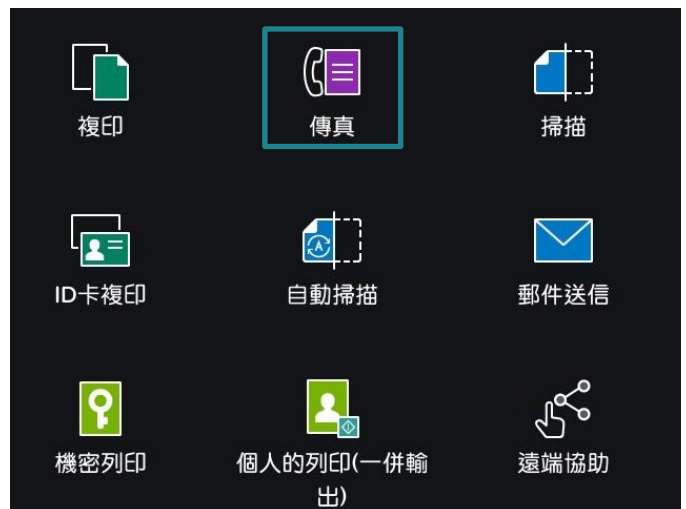 複印
傳真
掃描
ID卡複印
自動掃描
郵件送信
機密列印
個人的列印(一併輸
出)
遠端協助